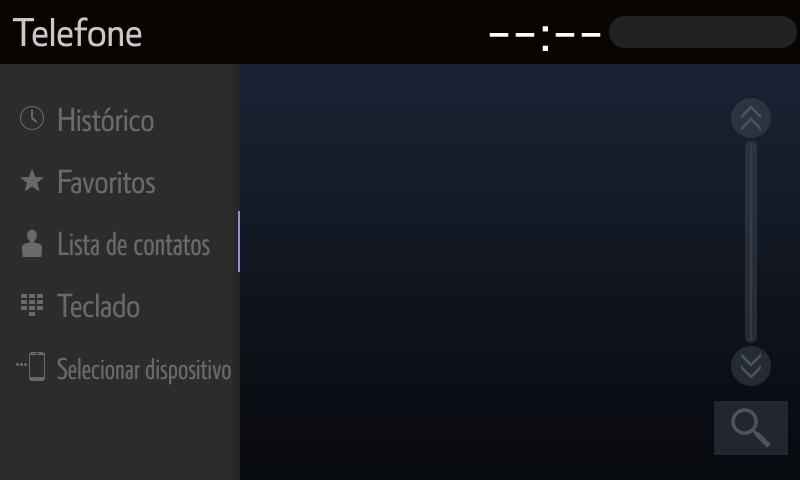 Telefone
--:--
Histórico
Favoritos
Lista de contatos
Teclado
Selecionar dispositivo